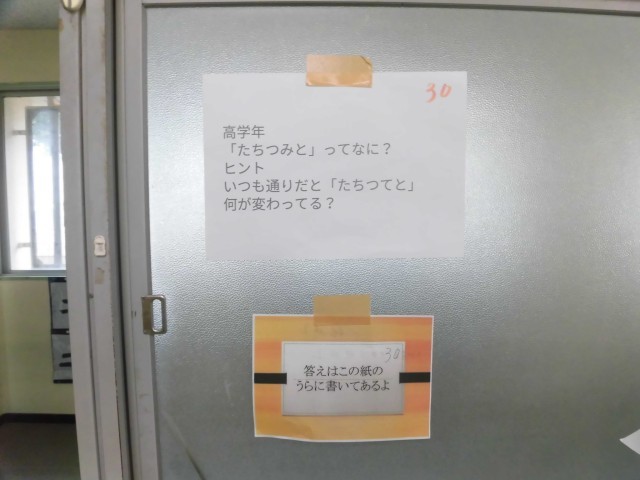 30
高学年
「たちつみと」ってなに？
ヒント
いつも通りだと「たちつてと」
何が変わってる？
30
答えはこの紙の
うらに書いてあるよ